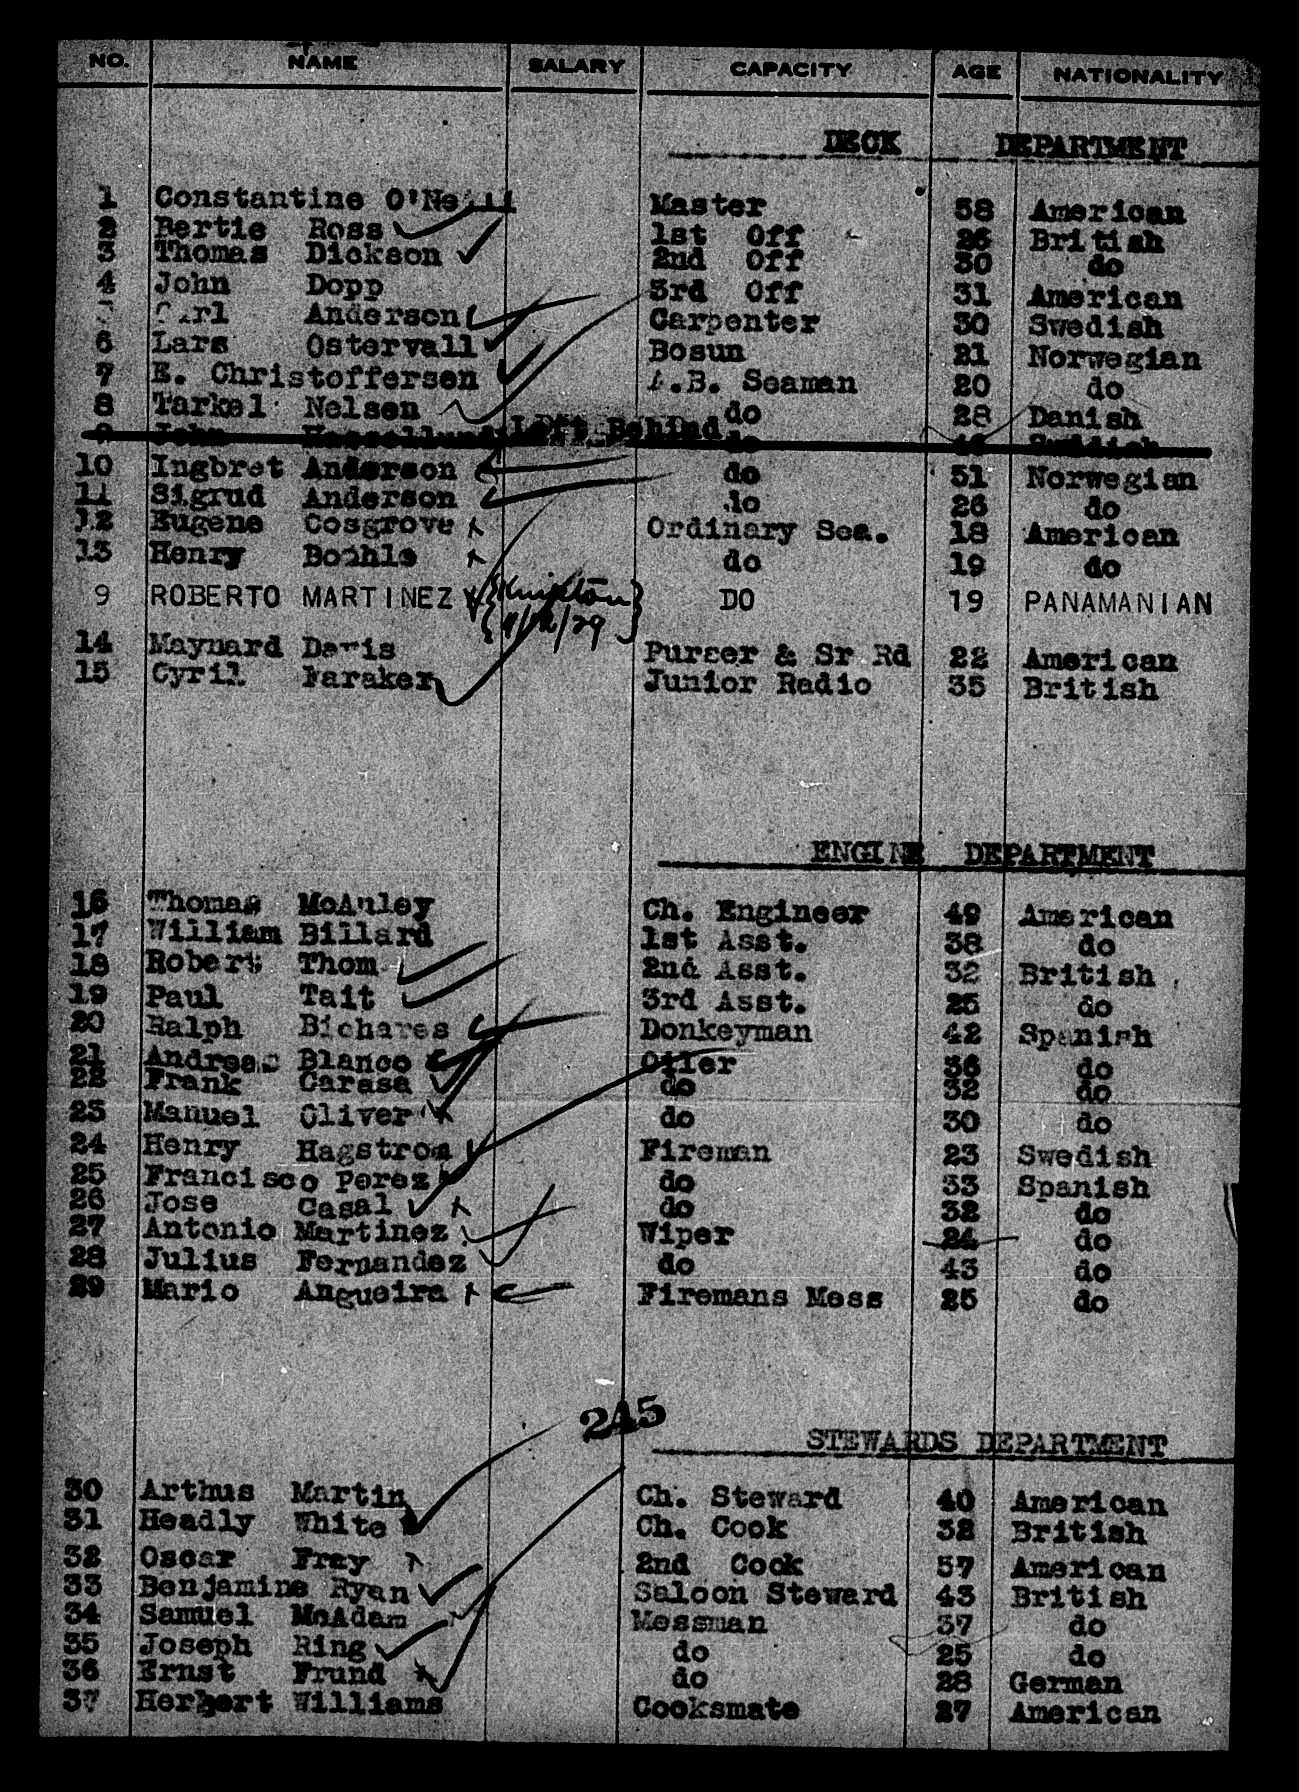 NO. NAME SALARY CAPACITY AGE NATIONALITY
DECK DEPARTMENT
1 Constantine O'Neill Master 58 American
2 Bertie Ross 1st Off 26 British
3 Thomas Dickson 2nd Off 30 do
4 John Dopp 3rd Off 31 American
Carl Anderson Carpenter 30 Swedish
6 Lars Ostervall Bosun 21 Norwegian
7 E. Christoffersen A.B. Seaman 20 do
8 Tarkel Nelsen do 28 Danish
9 John Left Behind do Swedish
10 Ingbret Anderson do 51 Norwegian
11 Sigrud Anderson do 26 do
12 Eugene Cosgrove Ordinary Sea. 18 American
13 Henry Boehle do 19 do
9 ROBERTO MARTINEZ DO 19 PANAMANIAN
14 Maynard Davis Purser & Sr Rd 22 American
15 Cyril Faraker Junior Radio 35 British
ENGINE DEPARTMENT
16 Thomas McAuley Ch. Engineer 49 American
17 William Billard 1st Asst. 38 do
18 Robert Thom 2nd Asst. 32 British
19 Paul Tait 3rd Asst. 25 do
20 Ralph Bichares Donkeyman 42 Spanish
21 Andreas Blanco Oiler 36 do
22 Frank Carasa do 32 do
23 Manuel Oliver do 30 do
24 Henry Hagstrom Fireman 23 Swedish
25 Francisco Perez do 33 Spanish
26 Jose Casal do 32 do
27 Antonio Martinez Wiper 24 do
28 Julius Fernandez do 43 do
29 Mario Angueira Firemans Mess 25 do
245
STEWARDS DEPARTMENT
30 Arthus Martin Ch. Steward 40 American
31 Headly White Ch. Cook 32 British
32 Oscar Fray 2nd Cook 57 American
33 Benjamine Ryan Saloon Steward 43 British
34 Samuel McAdam Messman 37 do
35 Joseph Ring do 25 do
36 Ernst Frund do 28 German
37 Herbert Williams Cooksmate 27 American